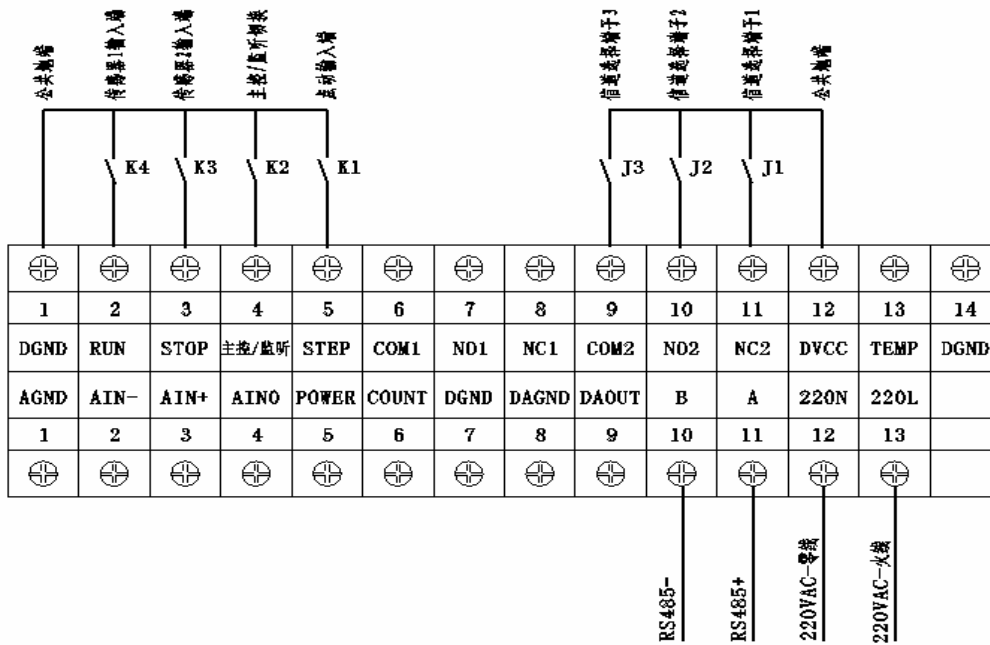 公共地端
传感器1输入端
传感器2输入端
主控/监听切换
点动输入端
信道选择端子3
信道选择端子2
信道选择端子1
公共地端
K4 K3 K2 K1 J3 J2 J1
1 2 3 4 5 6 7 8 9 10 11 12 13 14
DGND RUN STOP 主控/监听 STEP COM1 NO1 NC1 COM2 NO2 NC2 DVCC TEMP DGND
AGND AIN- AIN+ AIN0 POWER COUNT DGND DAGND DAOUT B A 220N 220L
1 2 3 4 5 6 7 8 9 10 11 12 13
RS485-
RS485+
220VAC-零线
220VAC-火线